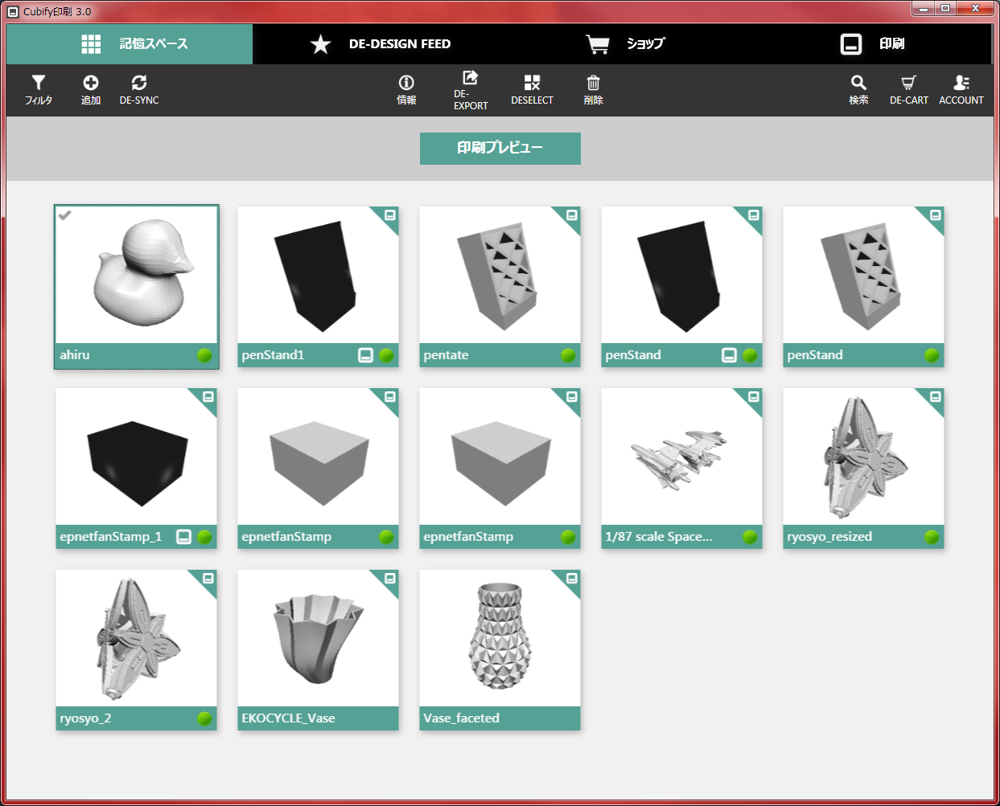 Cubify印刷 3.0
記憶スペース
DE-DESIGN FEED
ショップ
印刷
フィルタ
追加
DE-SYNC
情報
DE-
EXPORT
DESELECT
削除
検索
DE-CART
ACCOUNT
印刷プレビュー
ahiru
penStand1
pentate
penStand
penStand
epnetfanStamp_1
epnetfanStamp
epnetfanStamp
1/87 scale Space...
ryosyo_resized
ryosyo_2
EKOCYCLE_Vase
Vase_faceted